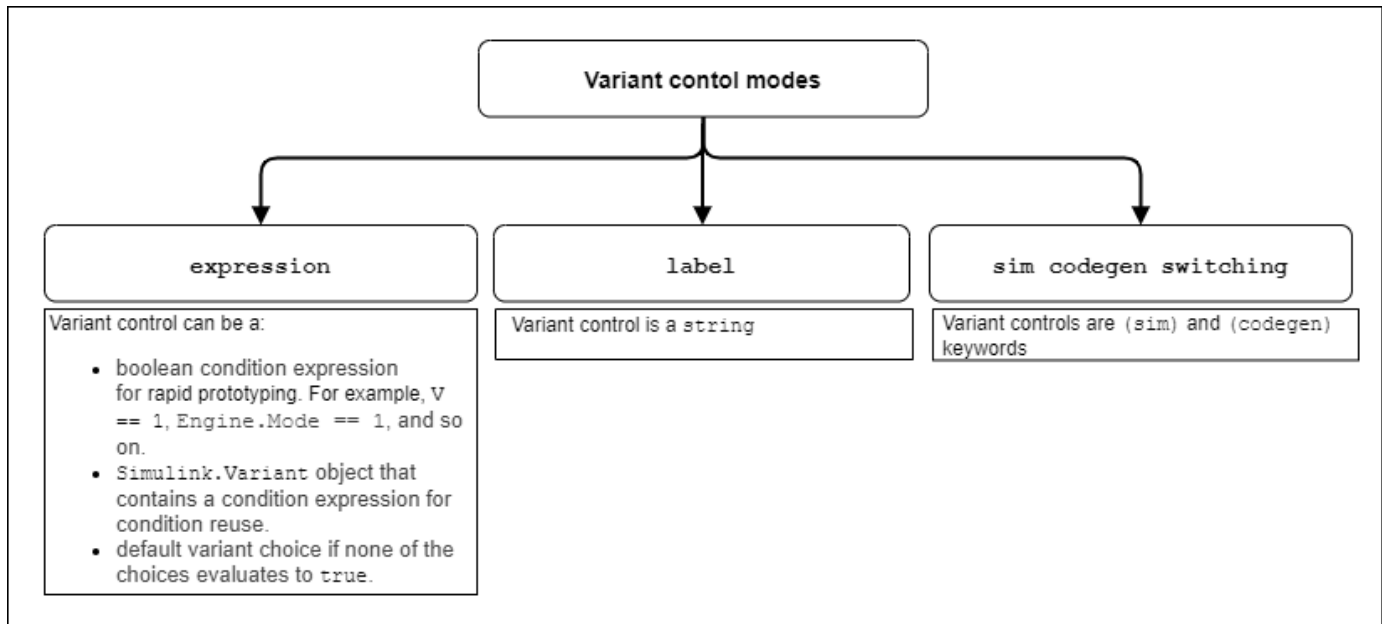 Variant contol modes
expression
label
sim codegen switching
Variant control can be a:
• boolean condition expression
for rapid prototyping. For example, V
== 1, Engine.Mode == 1, and so
on.
• Simulink.Variant object that
contains a condition expression for
condition reuse.
• default variant choice if none of the
choices evaluates to true.
Variant control is a string
Variant controls are (sim) and (codegen)
keywords